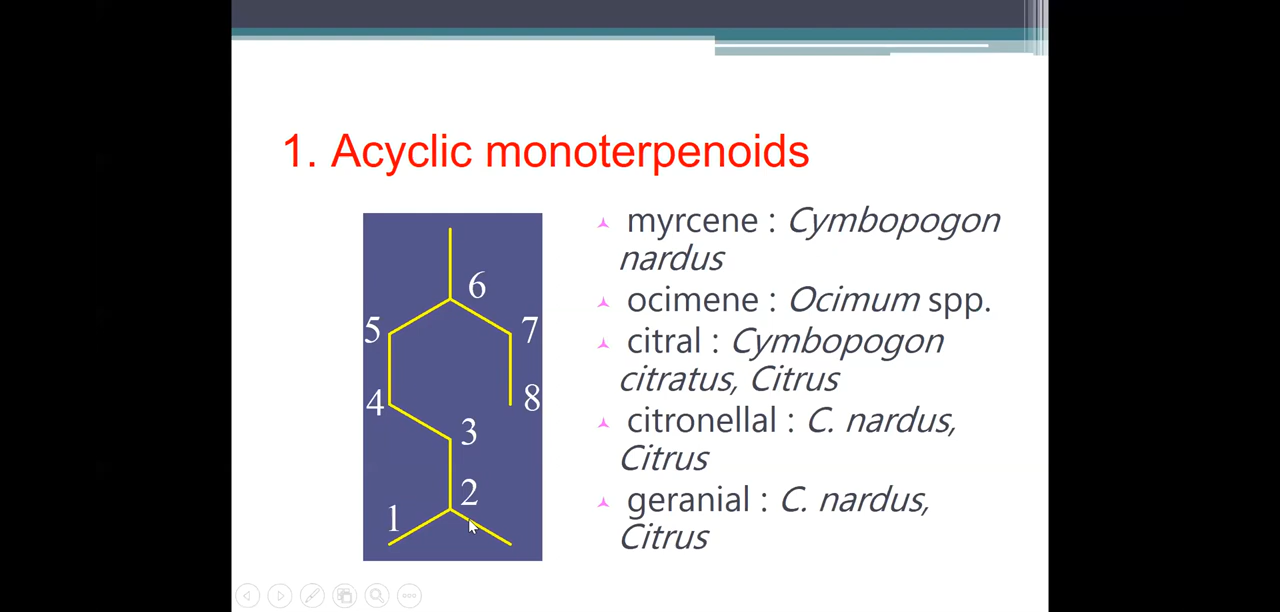 1. Acyclic monoterpenoids
6
5
7
4
8
3
2
1
myrcene : Cymbopogon
nardus
ocimene : Ocimum spp.
citral : Cymbopogon
citratus, Citrus
citronellal : C. nardus,
Citrus
geranial : C. nardus,
Citrus